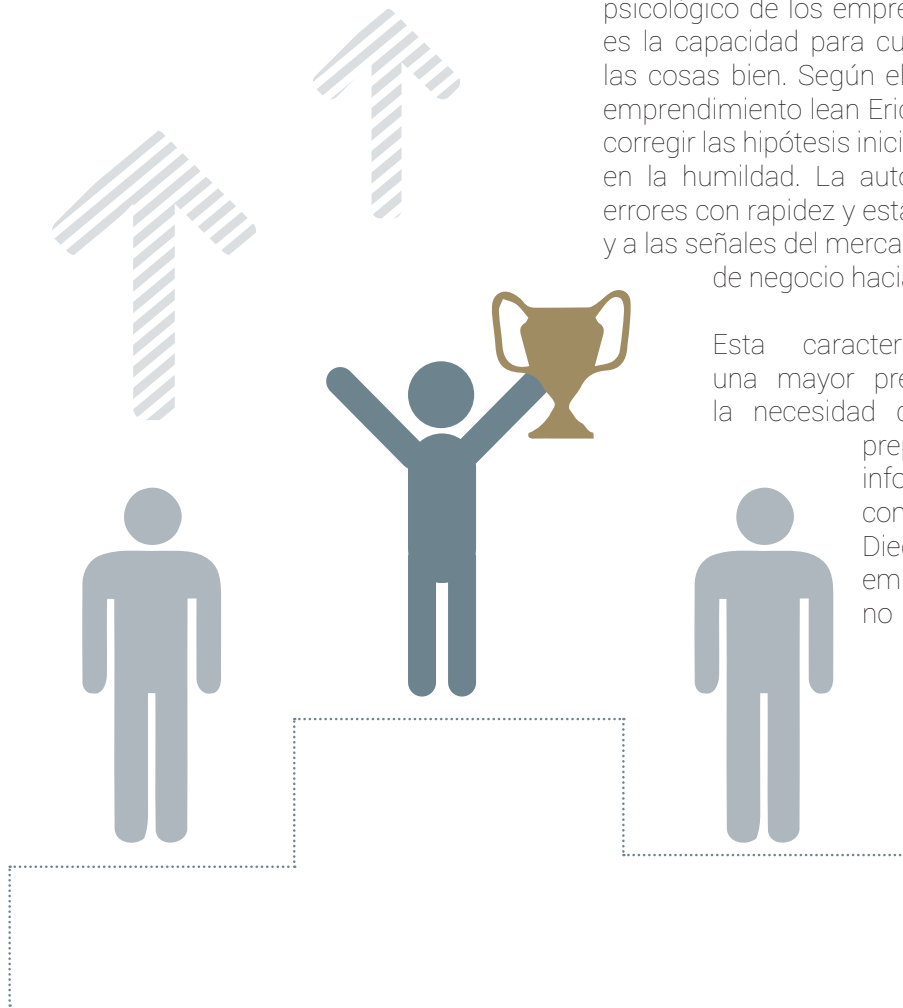 psicológico de los empre
es la capacidad para cu
las cosas bien. Según el
emprendimiento lean Eric
corregir las hipótesis inici
en la humildad. La auto
errores con rapidez y esta
y a las señales del merca
de negocio hacia
Esta caracter
una mayor pre
la necesidad d
prep
info
con
Died
em
no